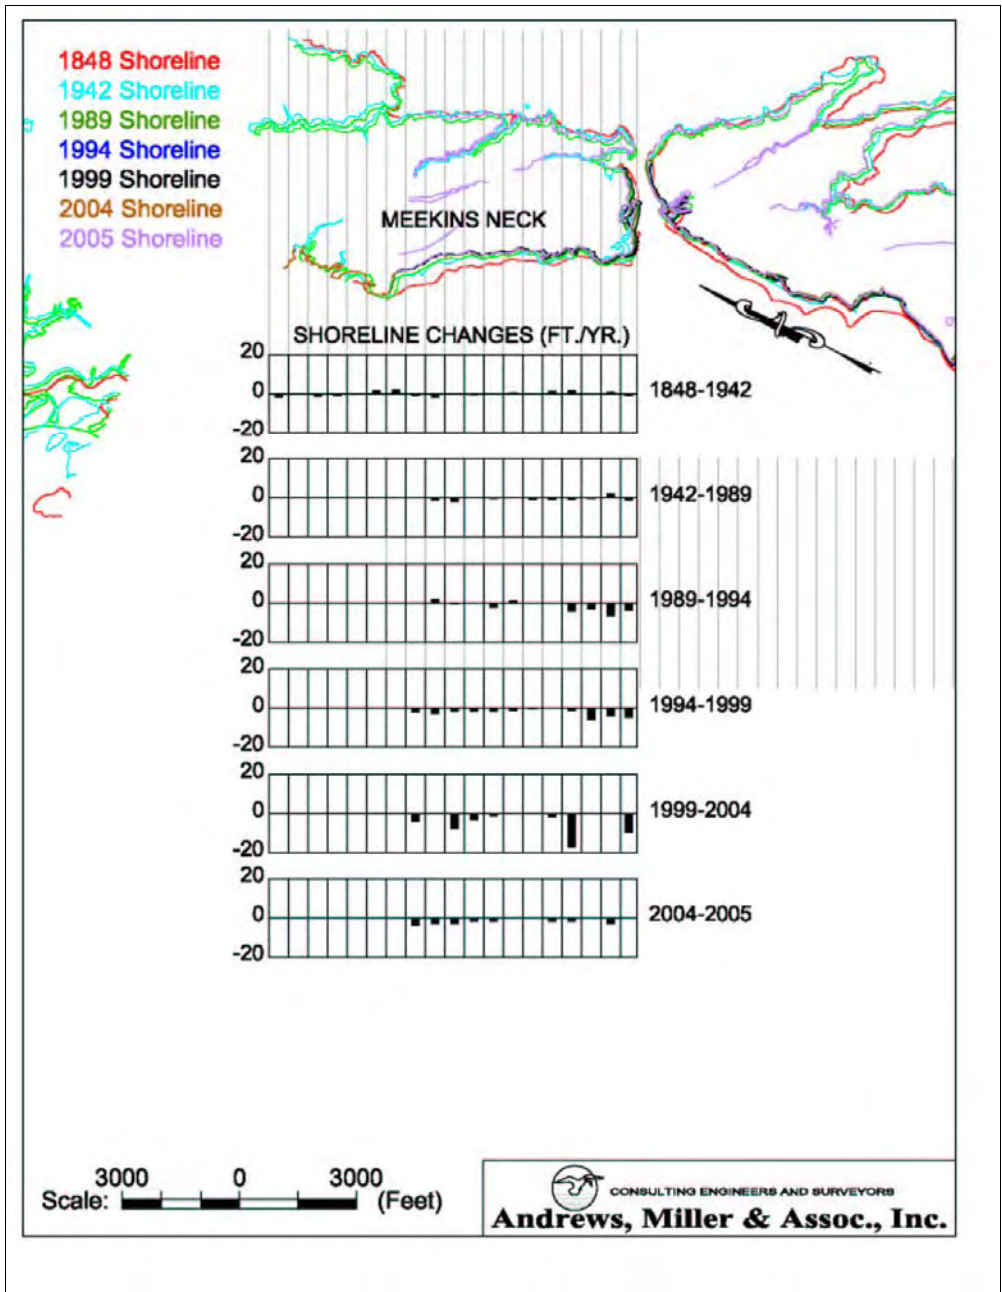 1848 Shoreline
1942 Shoreline
1989 Shoreline
1994 Shoreline
1999 Shoreline
2004 Shoreline
2005 Shoreline
MEEKINS NECK
SHORELINE CHANGES (FT./YR.)
20
0
-20
1848-1942
20
0
-20
1942-1989
20
0
-20
1989-1994
20
0
-20
1994-1999
20
0
-20
1999-2004
20
0
-20
2004-2005
3000 0 3000
Scale: (Feet)
CONSULTING ENGINEERS AND SURVEYORS
Andrews, Miller & Assoc., Inc.